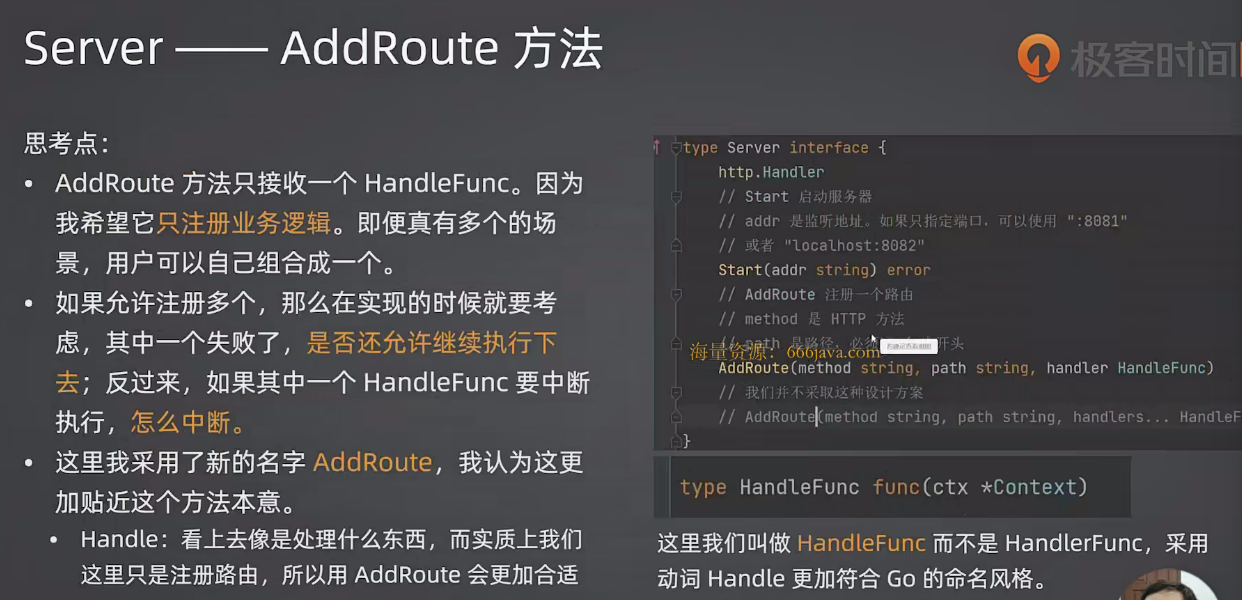 Server —— AddRoute 方法
极客时间
思考点：
• AddRoute 方法只接收一个 HandleFunc。因为
我希望它只注册业务逻辑。即便真有多个的场
景，用户可以自己组合成一个。
• 如果允许注册多个，那么在实现的时候就要考
虑，其中一个失败了，是否还允许继续执行下
去；反过来，如果其中一个 HandleFunc 要中断
执行，怎么中断。
• 这里我采用了新的名字 AddRoute，我认为这更
加贴近这个方法本意。
• Handle：看上去像是处理什么东西，而实质上我们
这里只是注册路由，所以用 AddRoute 会更加合适
type Server interface {
http.Handler
// Start 启动服务器
// addr 是监听地址。如果只指定端口，可以使用 ":8081"
// 或者 "localhost:8082"
Start(addr string) error
// AddRoute 注册一个路由
// method 是 HTTP 方法
// path 是路径，必须 开头
海量资源：666java.com
AddRoute(method string, path string, handler HandleFunc)
// 我们并不采取这种设计方案
// AddRoute(method string, path string, handlers... HandleF
}
type HandleFunc func(ctx *Context)
这里我们叫做 HandleFunc 而不是 HandlerFunc，采用
动词 Handle 更加符合 Go 的命名风格。